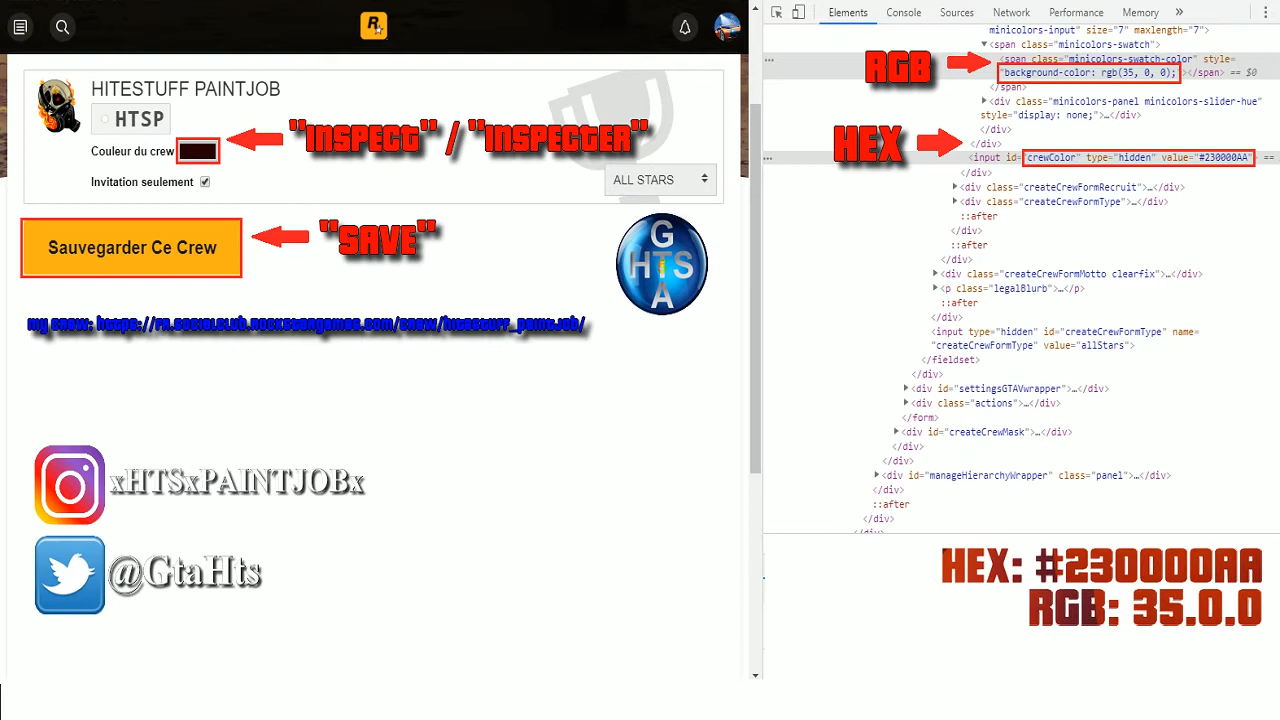 R
HITESTUFF PAINTJOB
HTSP
Couleur du crew
"INSPECT" / "INSPECTER"
Invitation seulement
ALL STARS
Sauvegarder Ce Crew
"SAVE"
G
HTS
A
MY CREW: https://fr.socialclub.rockstargames.com/crew/hitestuff_paintjob/
xHTSxPAINTJOBx
@GtaHts
Elements Console Sources Network Performance Memory »
minicolors-input" size="7" maxlength="7">
▼<span class="minicolors-swatch">
RGB
<span class="minicolors-swatch-color" style=
"background-color: rgb(35, 0, 0);"></span> == $0
</span>
▶<div class="minicolors-panel minicolors-slider-hue"
style="display: none;">…</div>
</div>
HEX
</div>
<input id="crewColor" type="hidden" value="#230000AA" ==
</div>
▶<div class="createCrewFormRecruit">…</div>
▶<div class="createCrewFormType">…</div>
::after
</div>
::after
</div>
▶<div class="createCrewFormMotto clearfix">…</div>
▶<p class="legalBlurb">…</p>
::after
</div>
<input type="hidden" id="createCrewFormType" name=
"createCrewFormType" value="allStars">
</fieldset>
</div>
▶<div id="settingsGTAVwrapper">…</div>
▶<div class="actions">…</div>
</form>
▶<div id="createCrewMask">…</div>
</div>
</div>
▶<div id="manageHierarchyWrapper" class="panel">…</div>
</div>
::after
</div>
HEX: #230000AA
RGB: 35.0.0